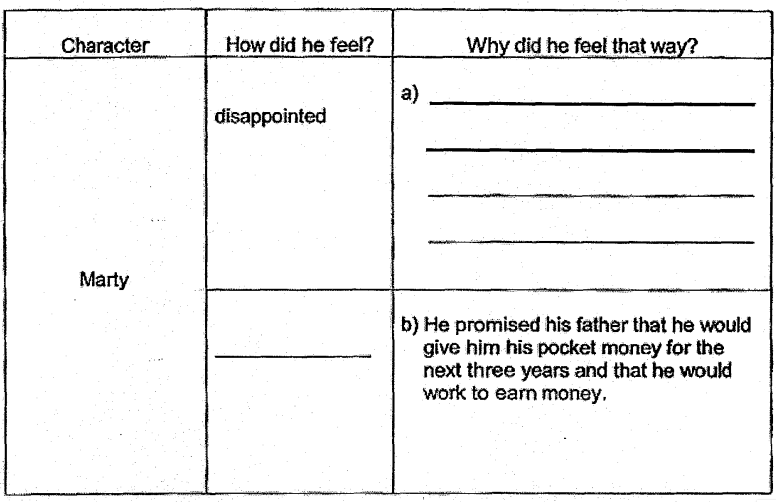 Character
How did he feel?
Why did he feel that way?
Marty
disappointed
a)
b) He promised his father that he would
give him his pocket money for the
next three years and that he would
work to earn money.